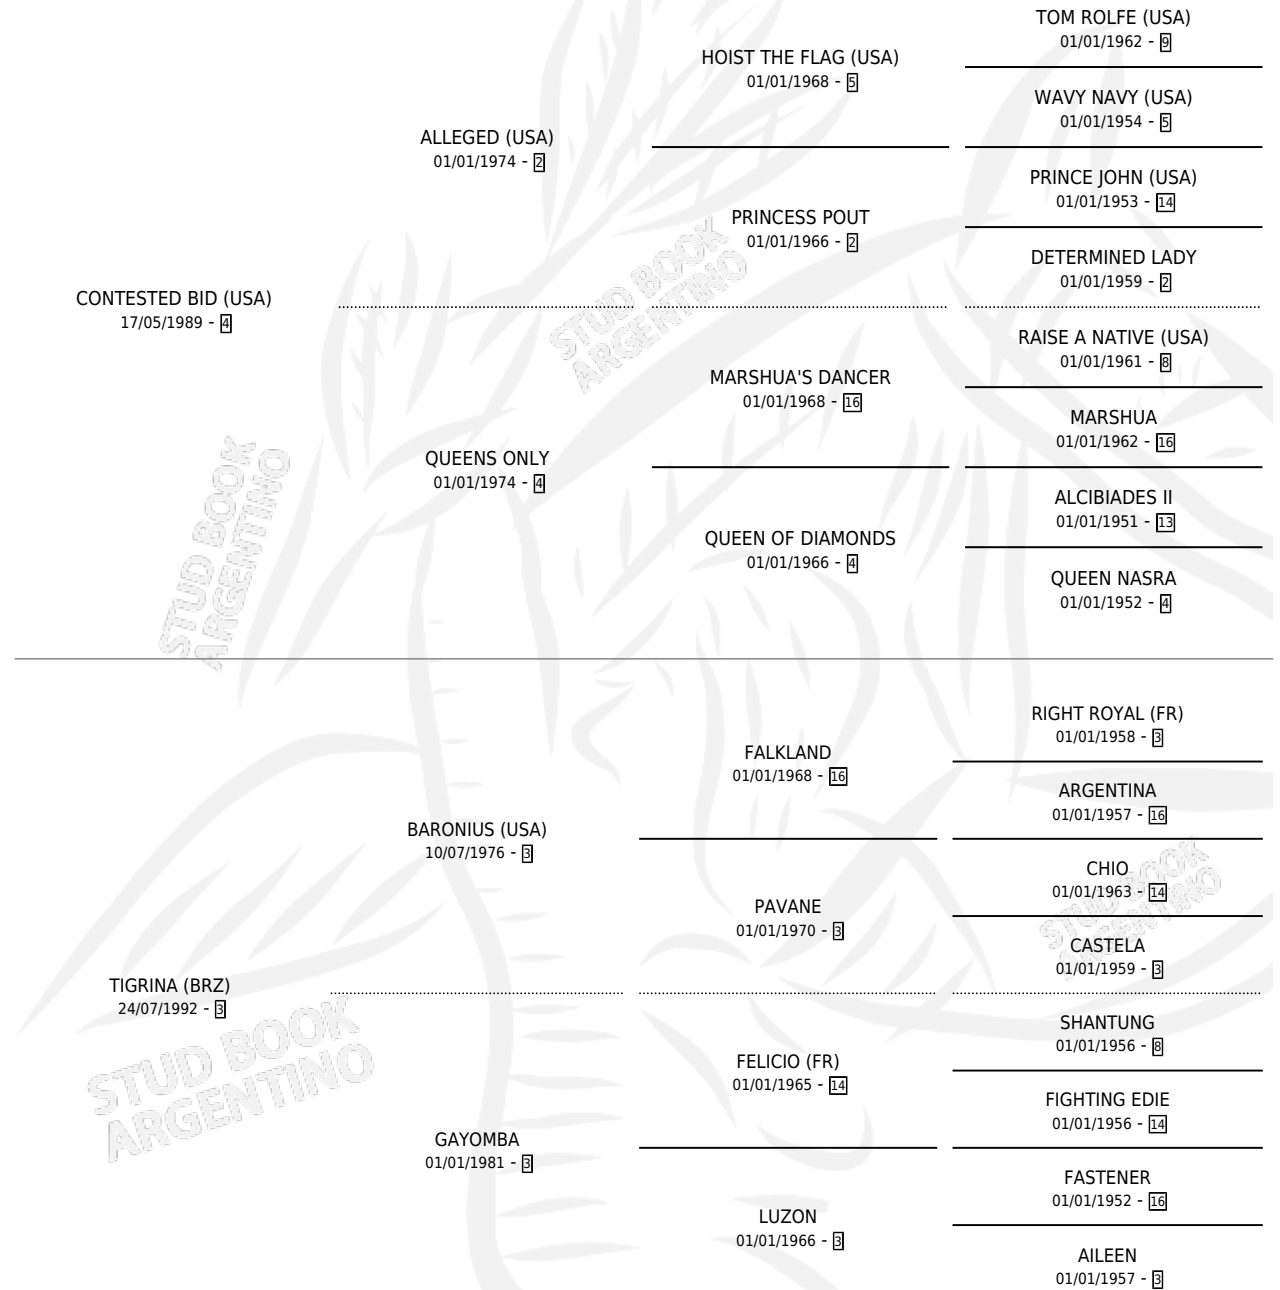 TOM ROLFE (USA)
01/01/1962 - 9
HOIST THE FLAG (USA)
01/01/1968 - 5
WAVY NAVY (USA)
01/01/1954 - 5
ALLEGED (USA)
01/01/1974 - 2
PRINCE JOHN (USA)
01/01/1953 - 14
PRINCESS POUT
01/01/1966 - 2
DETERMINED LADY
01/01/1959 - 2
CONTESTED BID (USA)
17/05/1989 - 4
RAISE A NATIVE (USA)
01/01/1961 - 8
MARSHUA'S DANCER
01/01/1968 - 16
MARSHUA
01/01/1962 - 16
QUEENS ONLY
01/01/1974 - 4
ALCIBIADES II
01/01/1951 - 13
QUEEN OF DIAMONDS
01/01/1966 - 4
QUEEN NASRA
01/01/1952 - 4
RIGHT ROYAL (FR)
01/01/1958 - 3
FALKLAND
01/01/1968 - 16
ARGENTINA
01/01/1957 - 16
BARONIUS (USA)
10/07/1976 - 3
CHIO
01/01/1963 - 14
PAVANE
01/01/1970 - 3
CASTELA
01/01/1959 - 3
TIGRINA (BRZ)
24/07/1992 - 3
SHANTUNG
01/01/1956 - 8
FELICIO (FR)
01/01/1965 - 14
FIGHTING EDIE
01/01/1956 - 14
GAYOMBA
01/01/1981 - 3
FASTENER
01/01/1952 - 16
LUZON
01/01/1966 - 3
AILEEN
01/01/1957 - 3
STUD BOOK
ARGENTINO
STUD BOOK
ARGENTINO
STUD BOOK
ARGENTINO
STUD BOOK
ARGENTINO